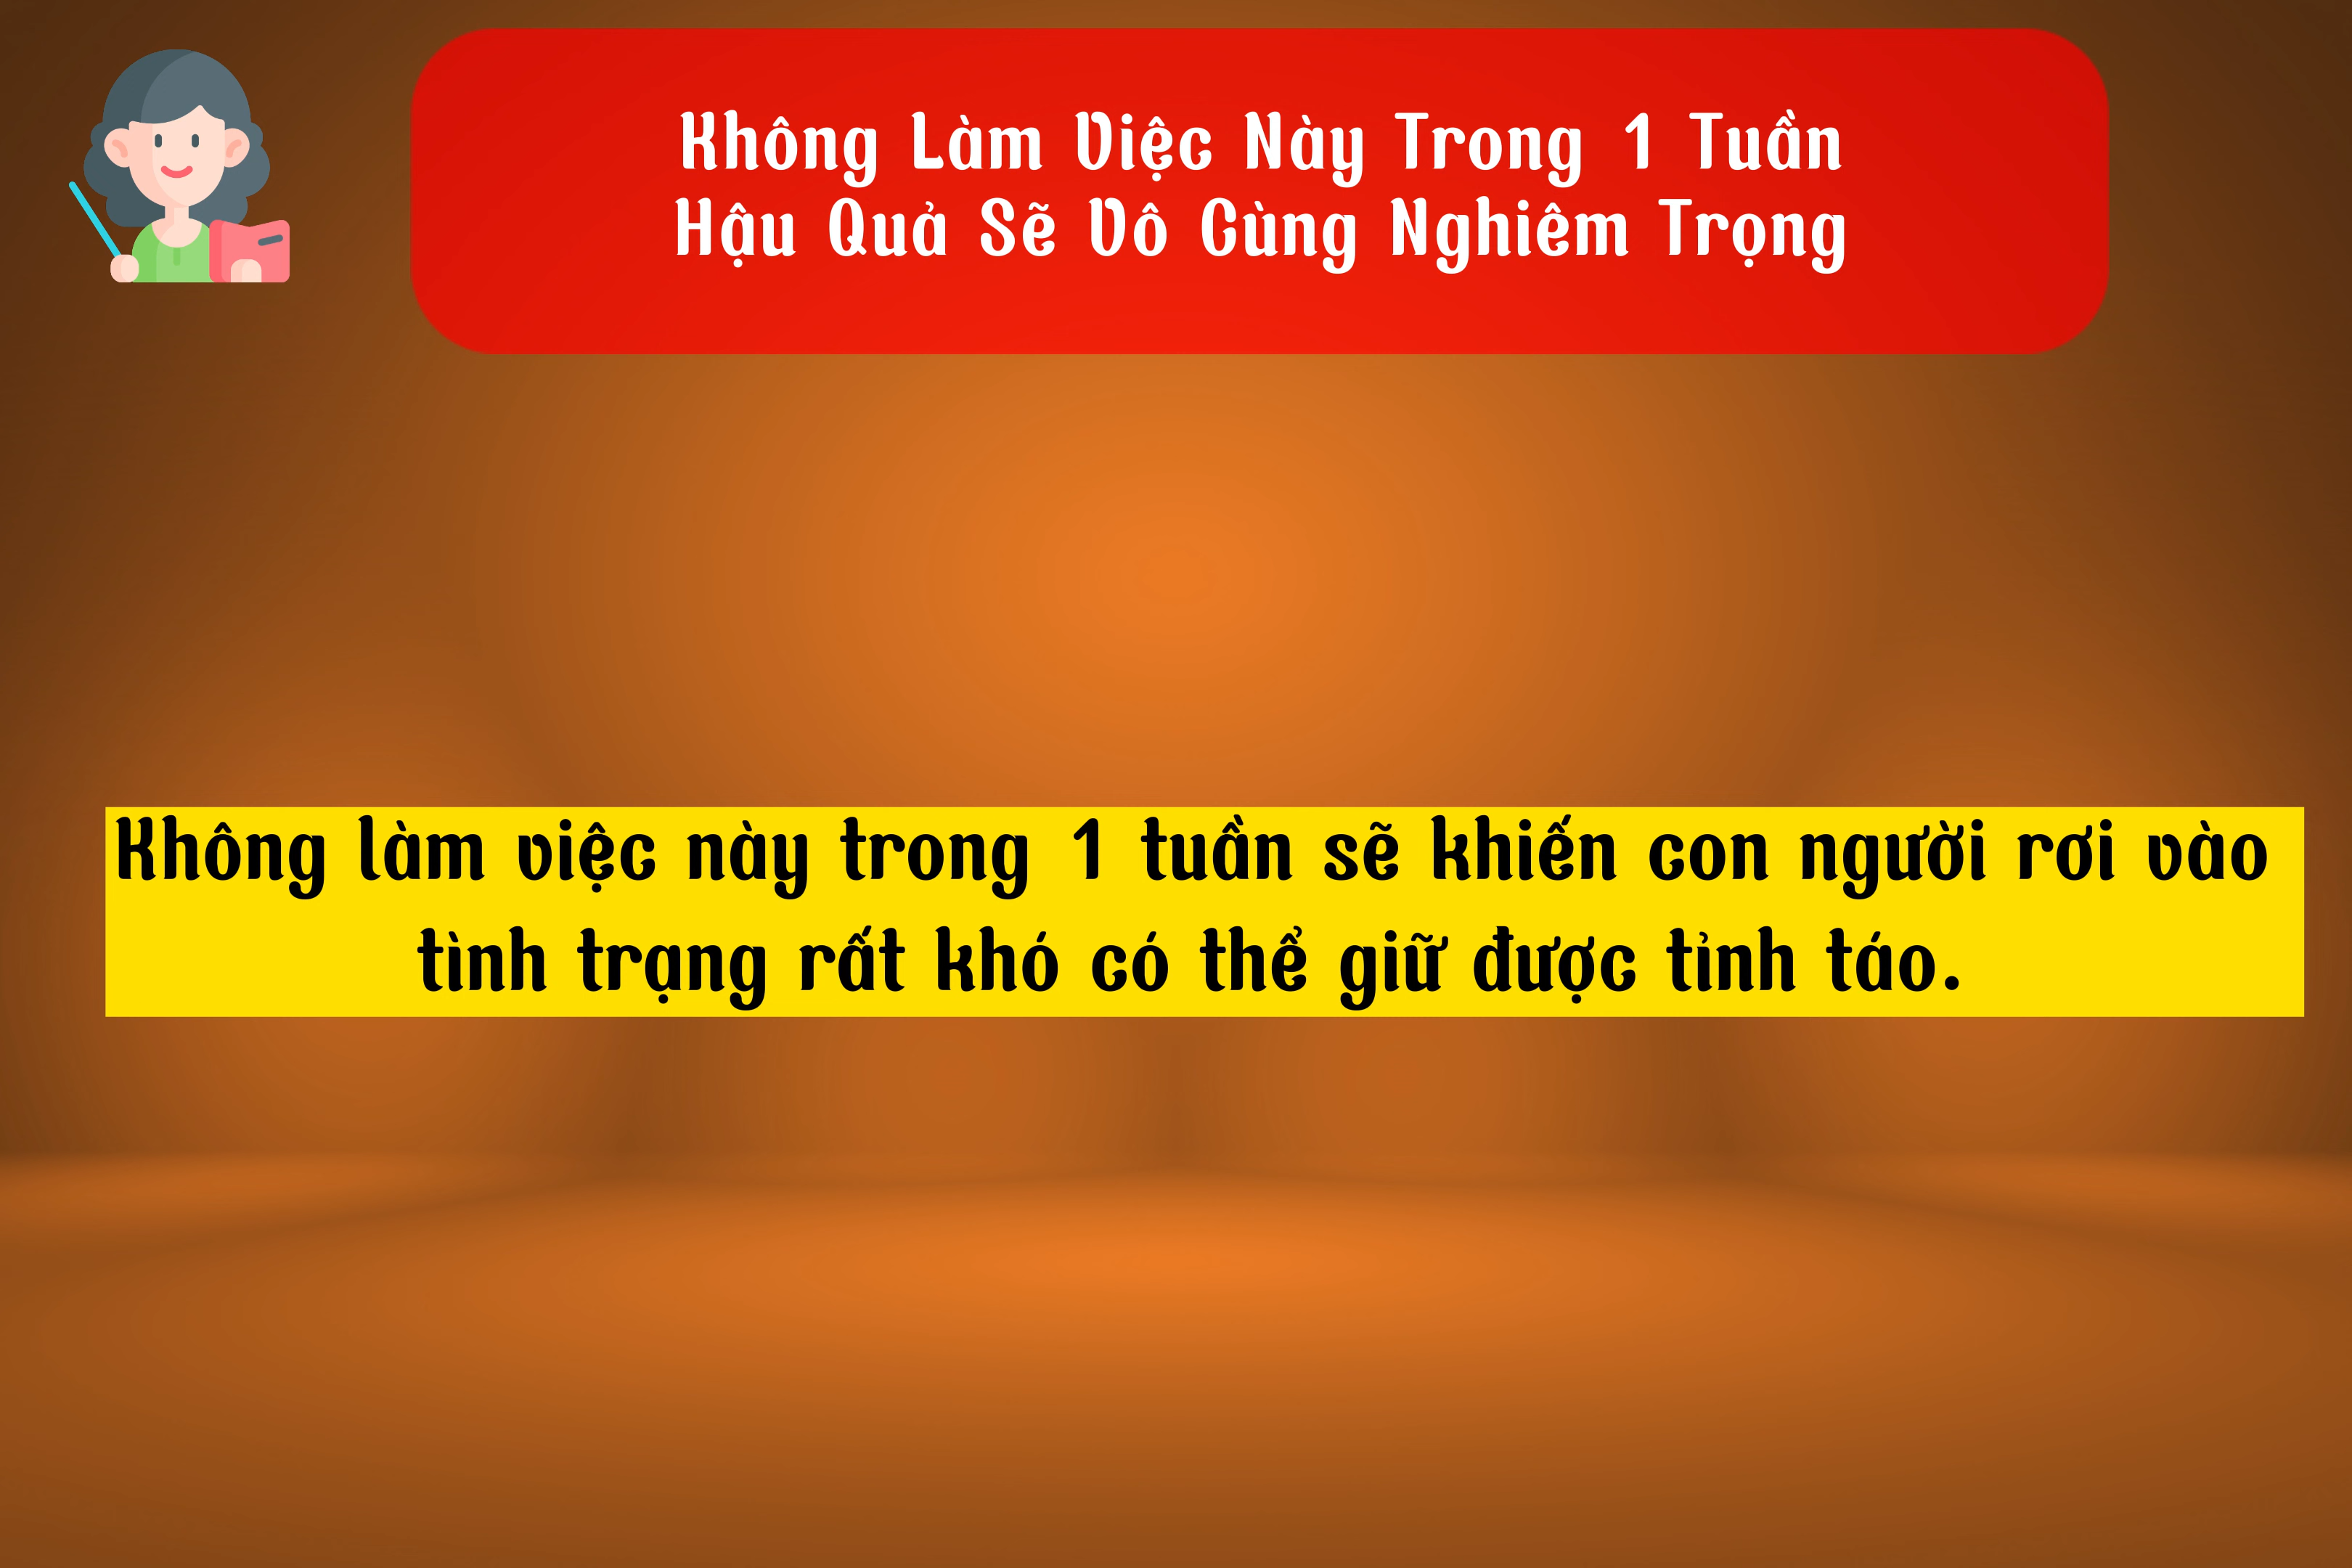 Không Làm Việc Này Trong 1 Tuần
Hậu Quả Sẽ Vô Cùng Nghiêm Trọng
Không làm việc này trong 1 tuần sẽ khiến con người rơi vào
tình trạng rất khó có thể giữ được tỉnh táo.